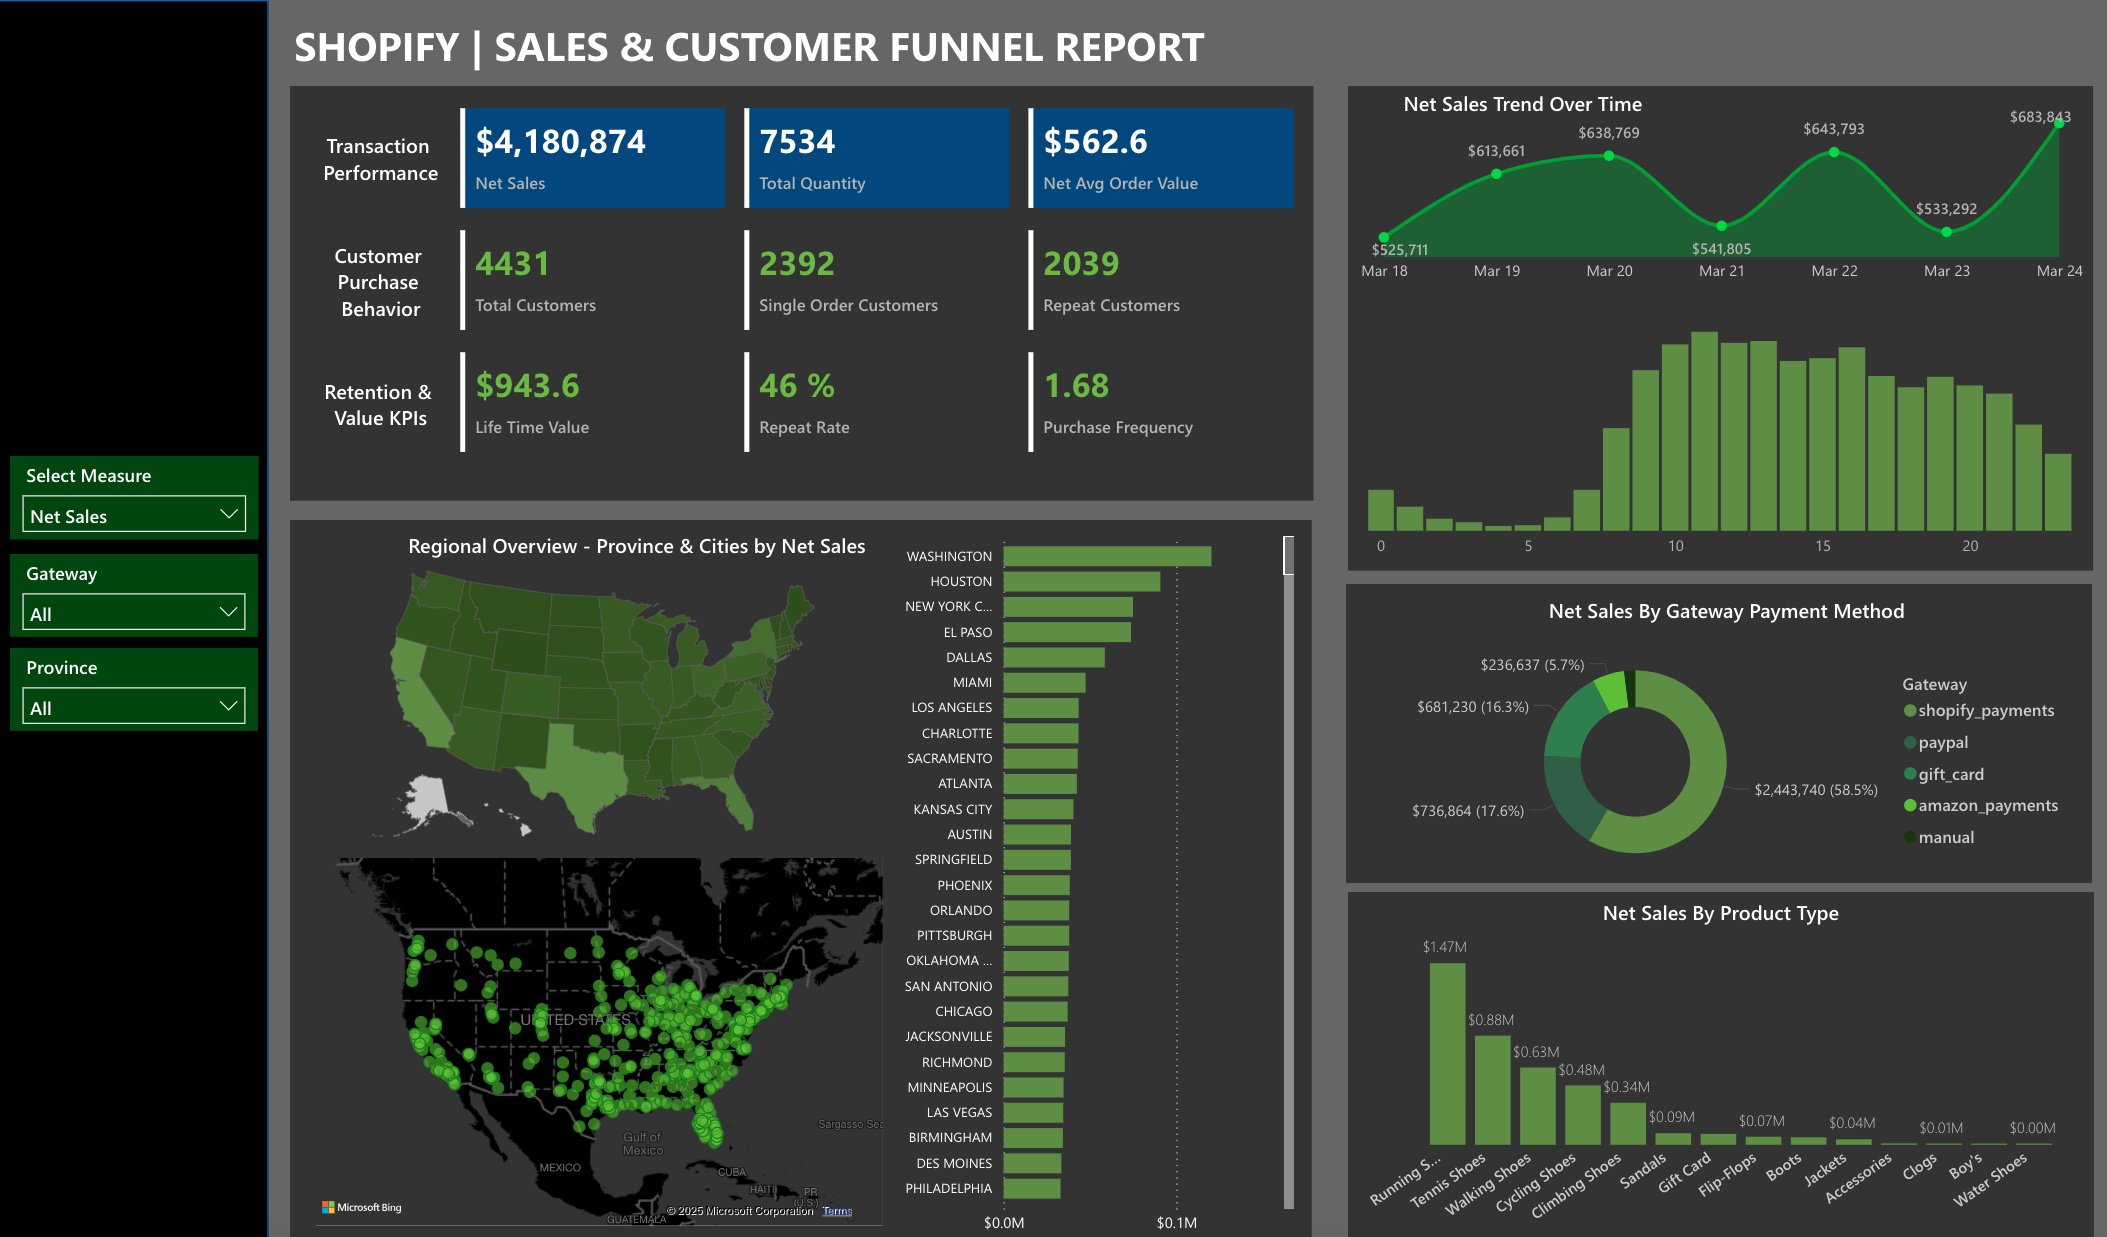 SHOPIFY | SALES & CUSTOMER FUNNEL REPORT
Transaction
Performance
$4,180,874
Net Sales
7534
Total Quantity
$562.6
Net Avg Order Value
Customer
Purchase
Behavior
4431
Total Customers
2392
Single Order Customers
2039
Repeat Customers
Retention &
Value KPIs
$943.6
Life Time Value
46 %
Repeat Rate
1.68
Purchase Frequency
Select Measure
Net Sales
Gateway
All
Province
All
Regional Overview - Province & Cities by Net Sales
UNITED STATES
Gulf of
Mexico
MEXICO
CUBA
HAITI
PR
(U.S.)
GUATEMALA
Sargasso Sea
Microsoft Bing
© 2025 Microsoft Corporation Terms
WASHINGTON
HOUSTON
NEW YORK C...
EL PASO
DALLAS
MIAMI
LOS ANGELES
CHARLOTTE
SACRAMENTO
ATLANTA
KANSAS CITY
AUSTIN
SPRINGFIELD
PHOENIX
ORLANDO
PITTSBURGH
OKLAHOMA ...
SAN ANTONIO
CHICAGO
JACKSONVILLE
RICHMOND
MINNEAPOLIS
LAS VEGAS
BIRMINGHAM
DES MOINES
PHILADELPHIA
$0.0M $0.1M
Net Sales Trend Over Time
$525,711
$613,661
$638,769
$541,805
$643,793
$533,292
$683,843
Mar 18 Mar 19 Mar 20 Mar 21 Mar 22 Mar 23 Mar 24
0 5 10 15 20
Net Sales By Gateway Payment Method
$236,637 (5.7%)
$681,230 (16.3%)
$736,864 (17.6%)
$2,443,740 (58.5%)
Gateway
shopify_payments
paypal
gift_card
amazon_payments
manual
Net Sales By Product Type
$1.47M
$0.88M
$0.63M
$0.48M
$0.34M
$0.09M
$0.07M
$0.04M
$0.01M
$0.00M
Running S...
Tennis Shoes
Walking Shoes
Cycling Shoes
Climbing Shoes
Sandals
Gift Card
Flip-Flops
Boots
Jackets
Accessories
Clogs
Boy's
Water Shoes